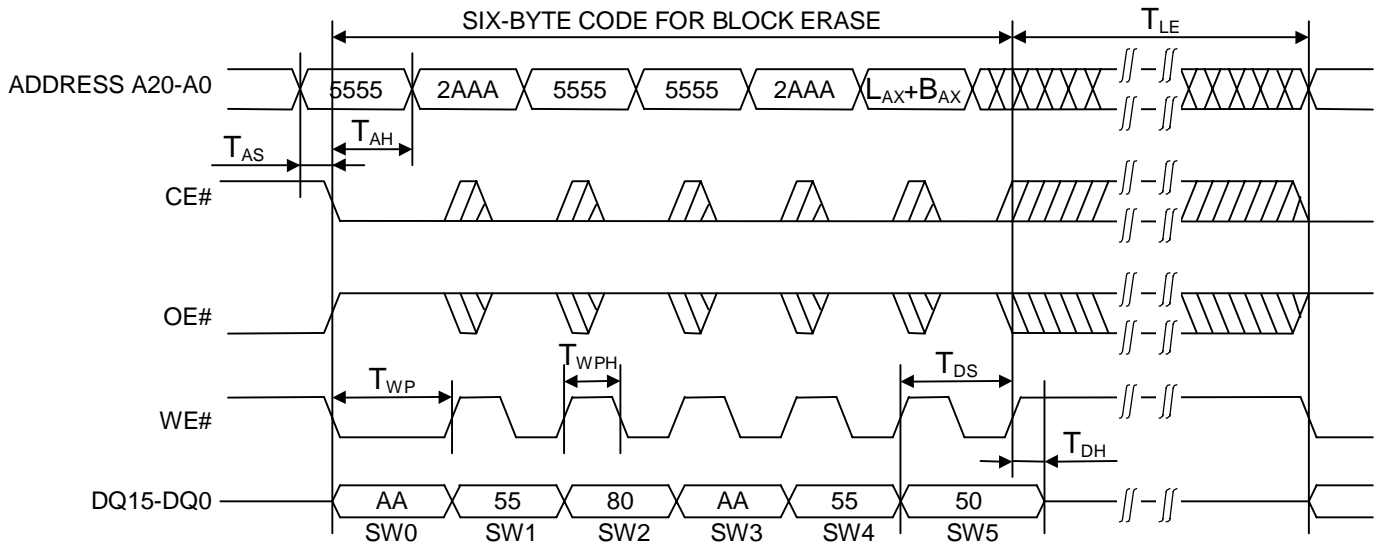 SIX-BYTE CODE FOR BLOCK ERASE TLE
ADDRESS A20-A0 5555 2AAA 5555 5555 2AAA LAX+BAX
TAS TAH
CE#
OE#
TWP TWPH TDS
WE#
TDH
DQ15-DQ0 AA 55 80 AA 55 50
SW0 SW1 SW2 SW3 SW4 SW5